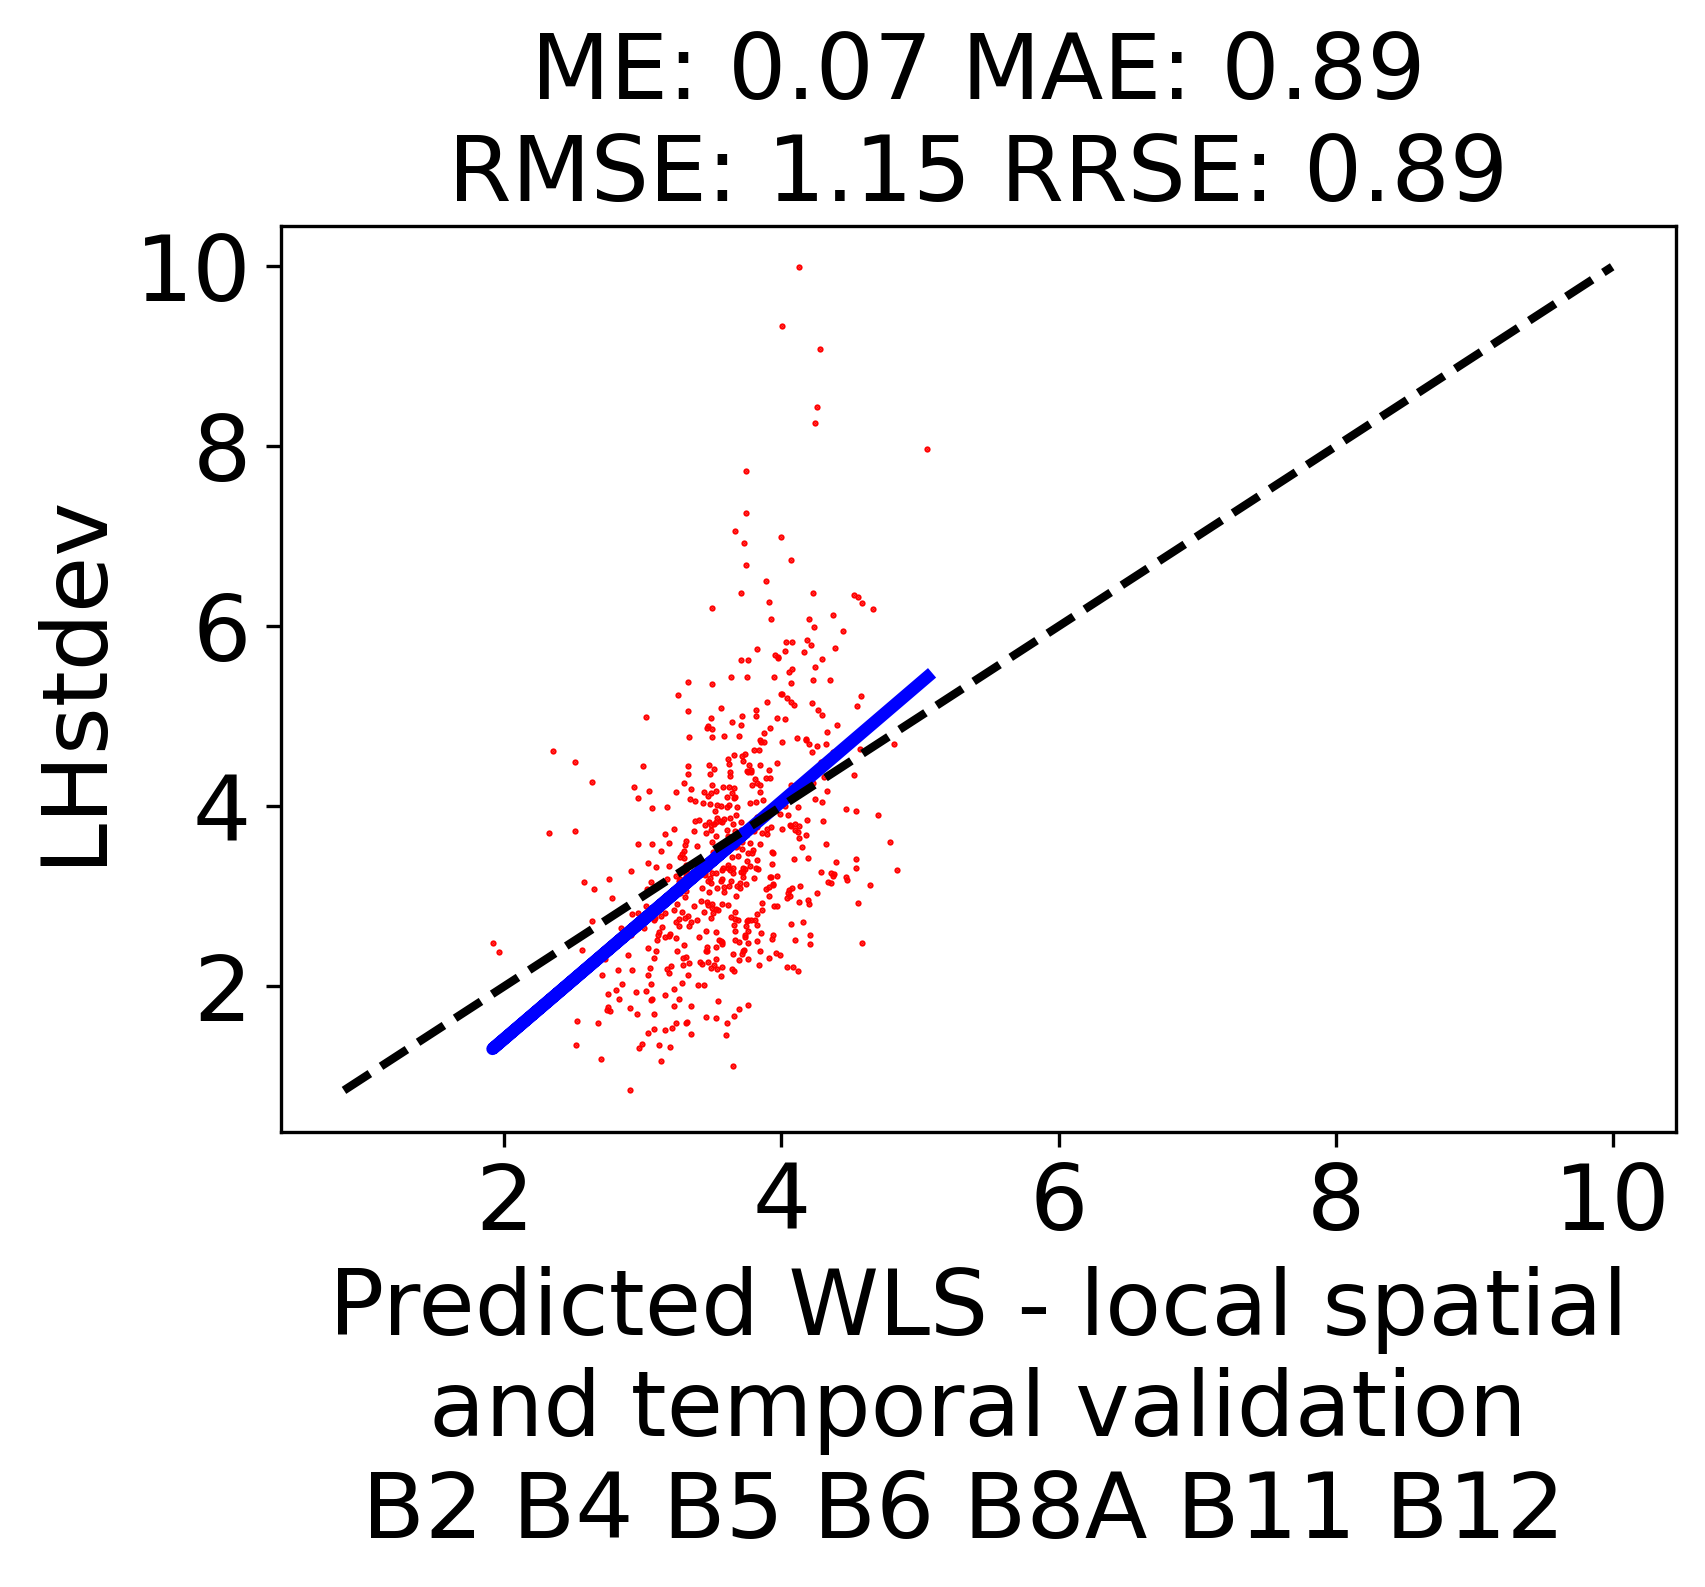 ME: 0.07 MAE: 0.89
RMSE: 1.15 RRSE: 0.89
10
8
6
4
2
LHstdev
2 4 6 8 10
Predicted WLS - local spatial
and temporal validation
B2 B4 B5 B6 B8A B11 B12